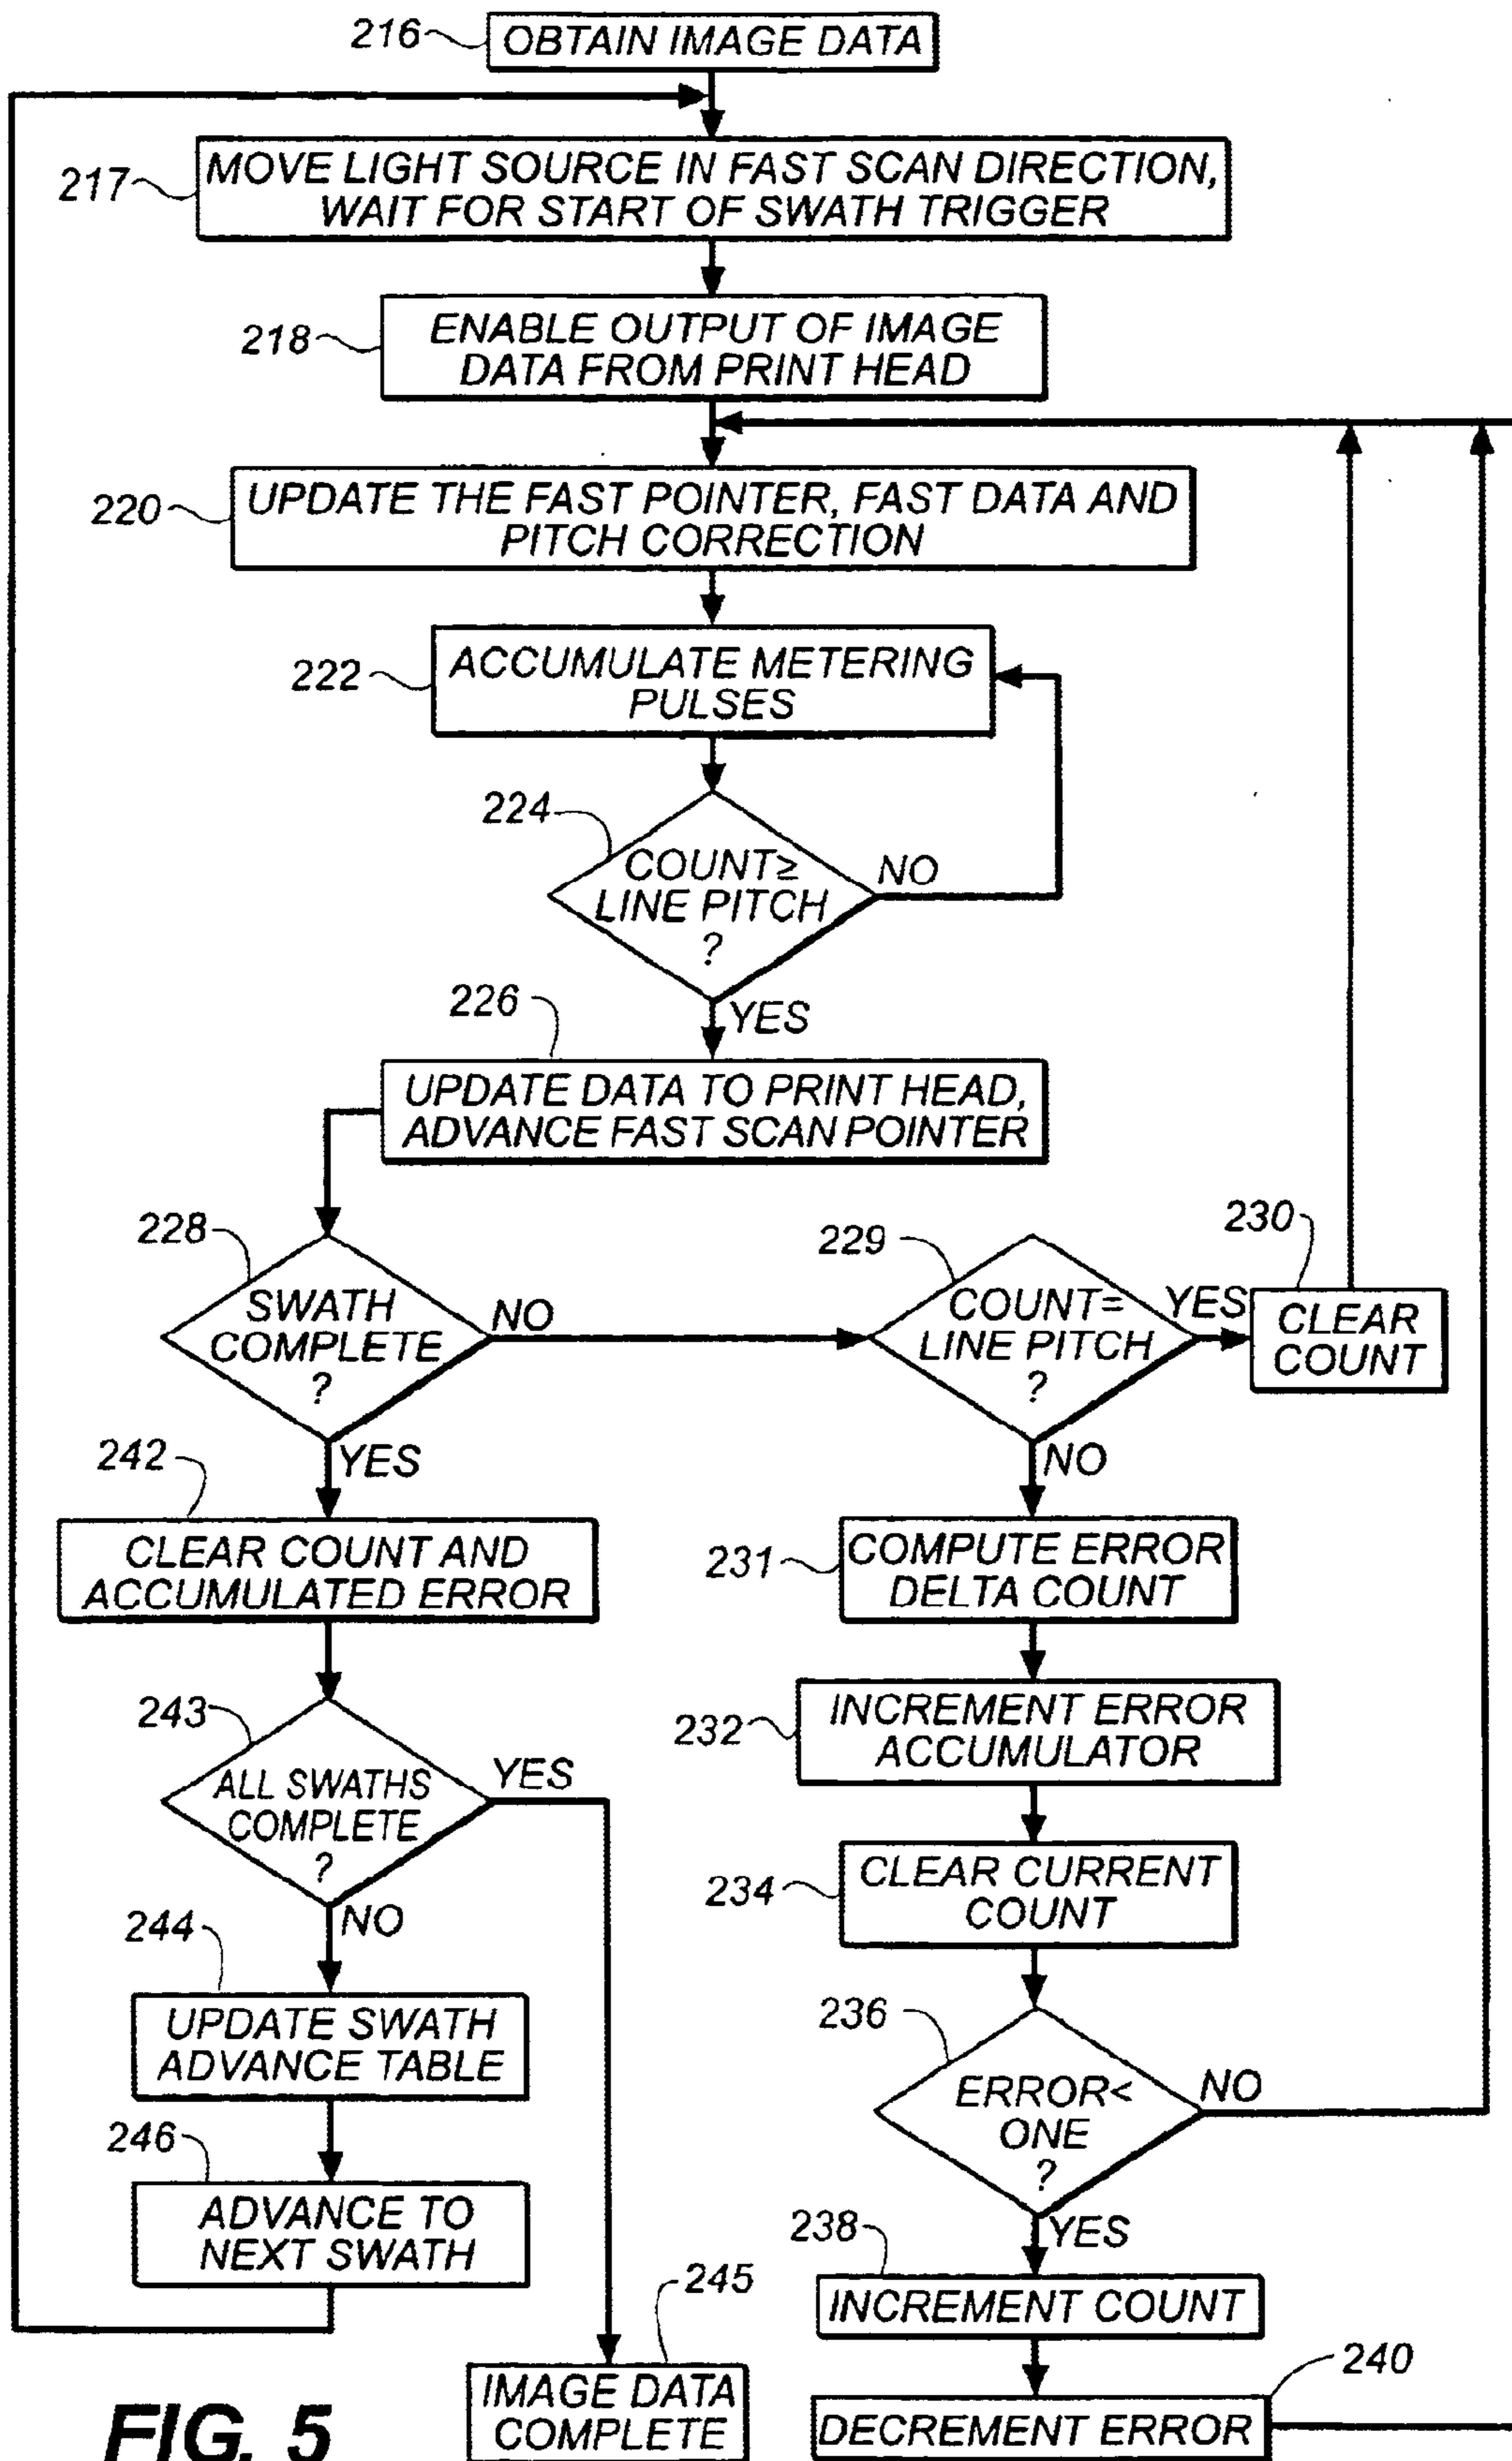 216
OBTAIN IMAGE DATA
217
MOVE LIGHT SOURCE IN FAST SCAN DIRECTION,
WAIT FOR START OF SWATH TRIGGER
218
ENABLE OUTPUT OF IMAGE
DATA FROM PRINT HEAD
220
UPDATE THE FAST POINTER, FAST DATA AND
PITCH CORRECTION
222
ACCUMULATE METERING
PULSES
224
COUNT≥
LINE PITCH
?
NO
YES
226
UPDATE DATA TO PRINT HEAD,
ADVANCE FAST SCAN POINTER
228
SWATH
COMPLETE
?
NO
YES
229
COUNT=
LINE PITCH
?
YES
NO
230
CLEAR
COUNT
242
CLEAR COUNT AND
ACCUMULATED ERROR
231
COMPUTE ERROR
DELTA COUNT
232
INCREMENT ERROR
ACCUMULATOR
243
ALL SWATHS
COMPLETE
?
YES
NO
234
CLEAR CURRENT
COUNT
244
UPDATE SWATH
ADVANCE TABLE
236
ERROR<
ONE
?
NO
YES
246
ADVANCE TO
NEXT SWATH
238
INCREMENT COUNT
245
IMAGE DATA
COMPLETE
240
DECREMENT ERROR
FIG. 5